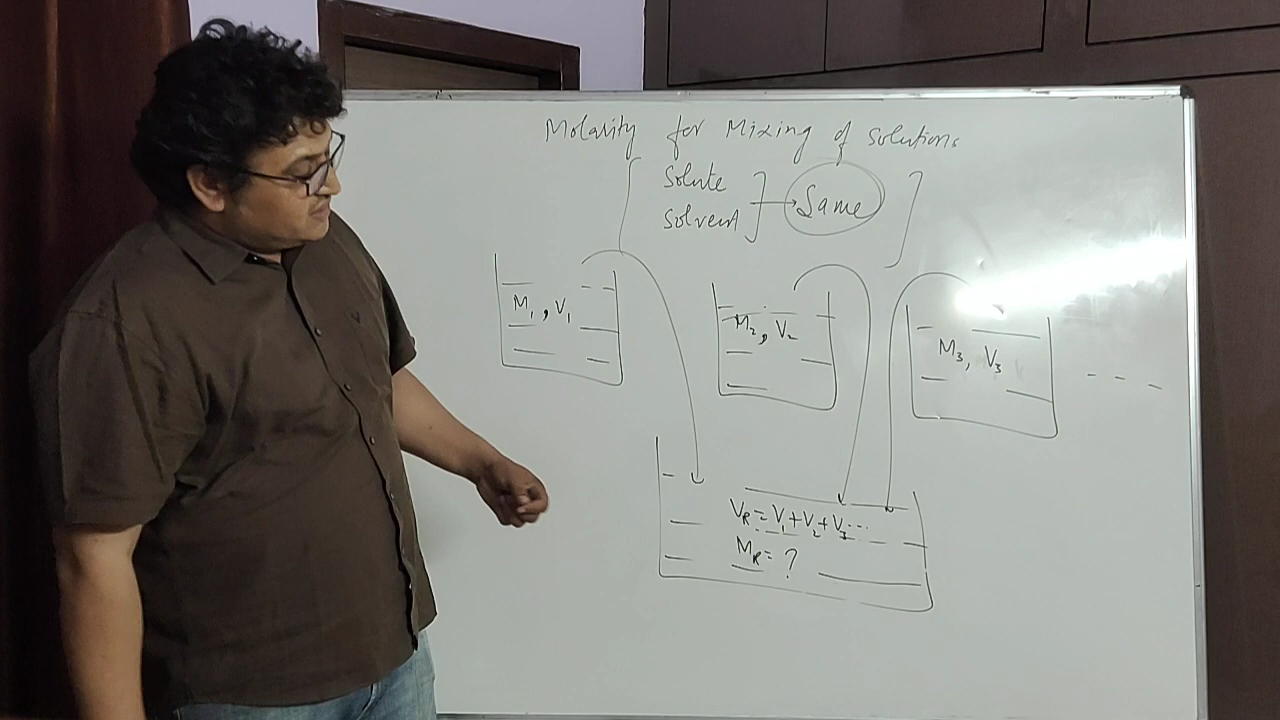 Molarity for Mixing of Solutions
Solute
Solvent
Same
M1, V1
M2, V2
M3, V3
VR = V1 + V2 + V3 ...
MR = ?